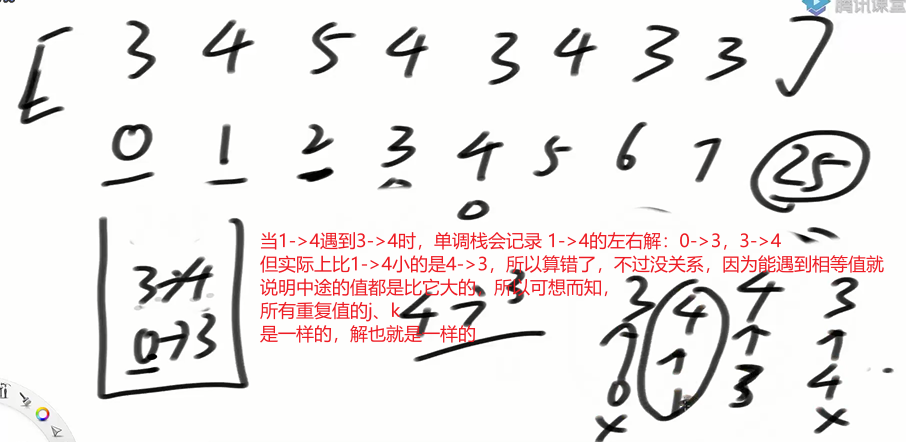 腾讯课堂
[ 3 4 5 4 3 4 3 3 ]
0 1 2 3 4 5 6 7 25
0
当1->4遇到3->4时，单调栈会记录 1->4的左右解：0->3，3->4
但实际上比1->4小的是4->3，所以算错了，不过没关系，因为能遇到相等值就
说明中途的值都是比它大的，所以可想而知，
所有重复值的j、k
是一样的，解也就是一样的
3->4
0->3
4->3
3 4 4 3
↑ ↑ ↑ ↑
0 1 3 4
x x